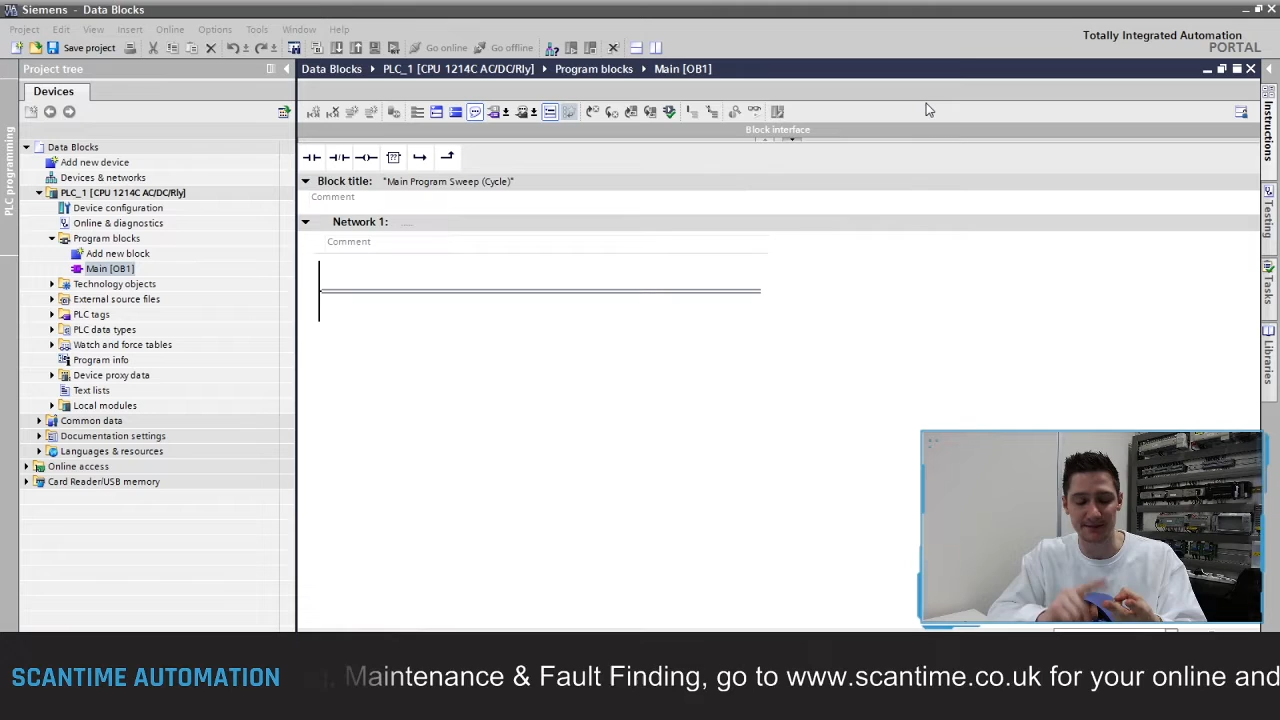 Siemens - Data Blocks
Project Edit View Insert Online Options Tools Window Help
Save project
Go online Go offline
Totally Integrated Automation
PORTAL
Project tree
Data Blocks PLC_1 [CPU 1214C AC/DC/Rly] Program blocks Main [OB1]
Devices
PLC programming
Data Blocks
Add new device
Devices & networks
PLC_1 [CPU 1214C AC/DC/Rly]
Device configuration
Online & diagnostics
Program blocks
Add new block
Main [OB1]
Technology objects
External source files
PLC tags
PLC data types
Watch and force tables
Program info
Device proxy data
Text lists
Local modules
Common data
Documentation settings
Languages & resources
Online access
Card Reader/USB memory
Block interface
??
Block title: "Main Program Sweep (Cycle)"
Comment
Network 1:
Comment
Instructions
Testing
Tasks
Libraries
SCANTIME AUTOMATION
, Maintenance & Fault Finding, go to www.scantime.co.uk for your online and